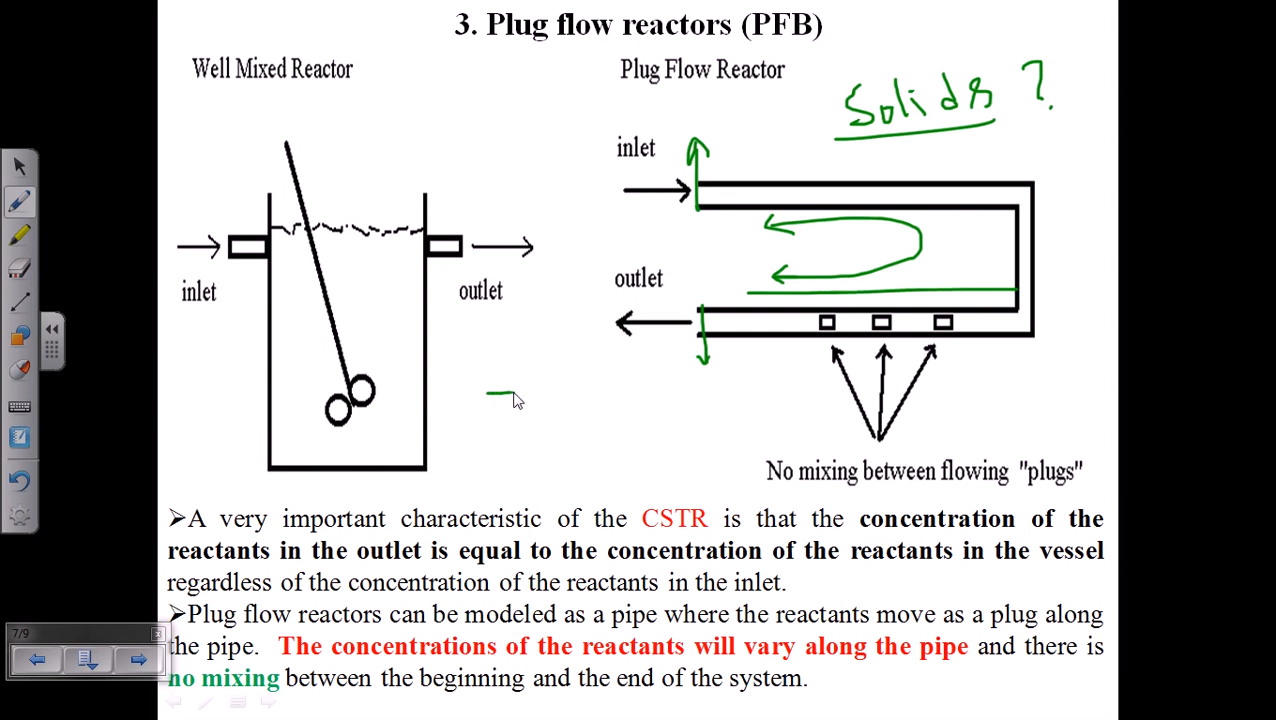 3. Plug flow reactors (PFB)
Well Mixed Reactor
Plug Flow Reactor
Solids ?
inlet
inlet
outlet
outlet
No mixing between flowing "plugs"
➢A very important characteristic of the CSTR is that the concentration of the
reactants in the outlet is equal to the concentration of the reactants in the vessel
regardless of the concentration of the reactants in the inlet.
➢Plug flow reactors can be modeled as a pipe where the reactants move as a plug along
the pipe. The concentrations of the reactants will vary along the pipe and there is
no mixing between the beginning and the end of the system.
7/9